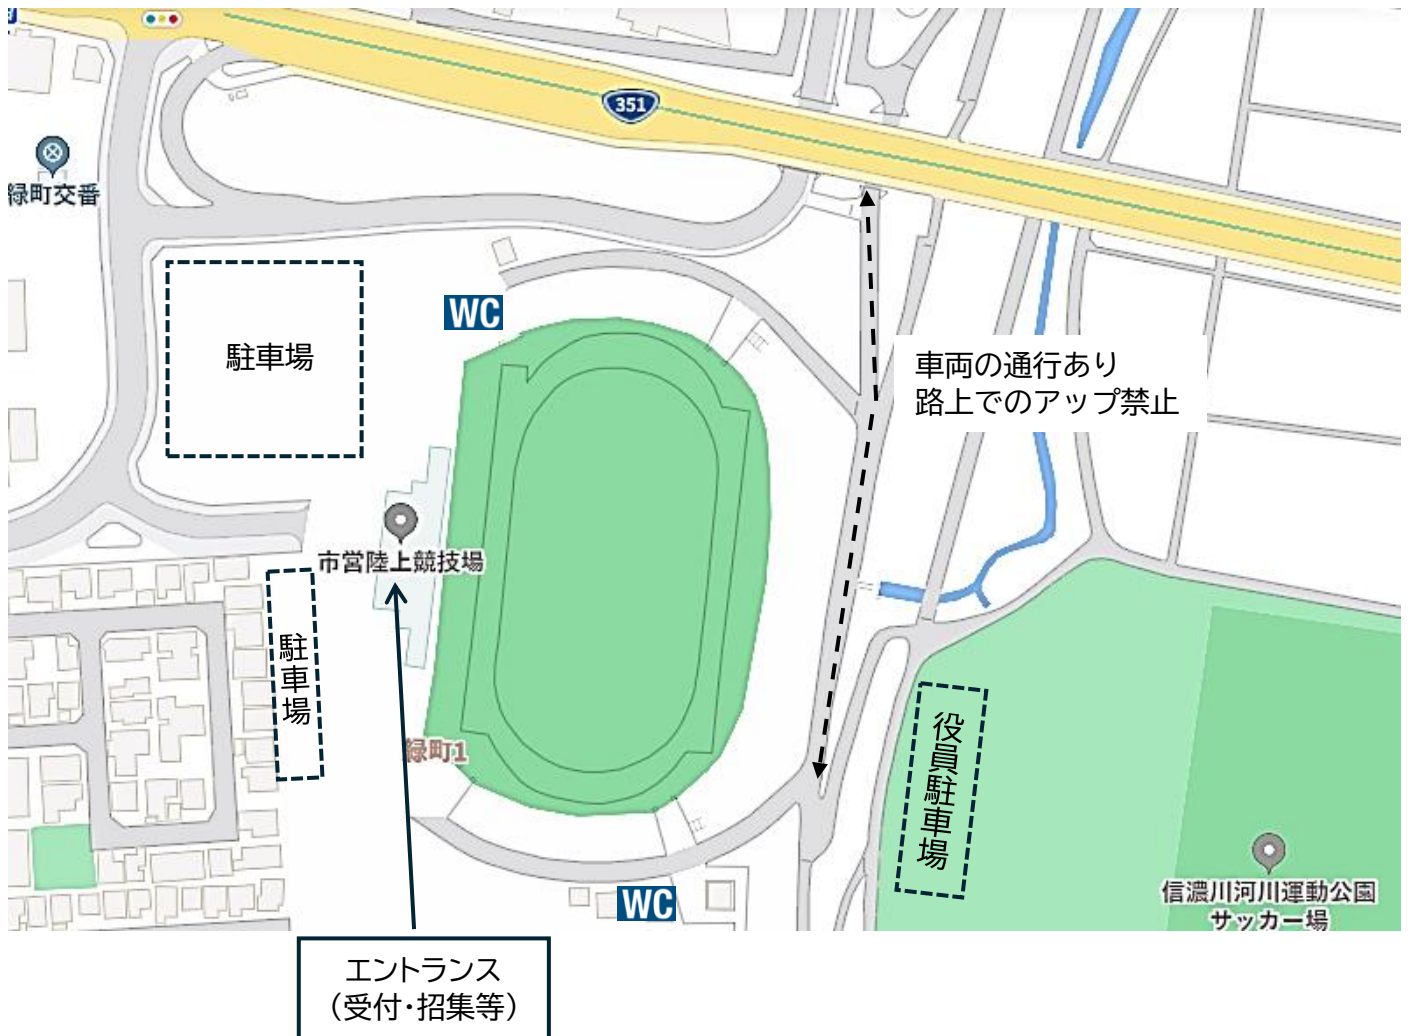 351
緑町交番
WC
駐車場
車両の通行あり
路上でのアップ禁止
市営陸上競技場
駐車場
緑町1
役員駐車場
信濃川河川運動公園
サッカー場
WC
エントランス
（受付・招集等）